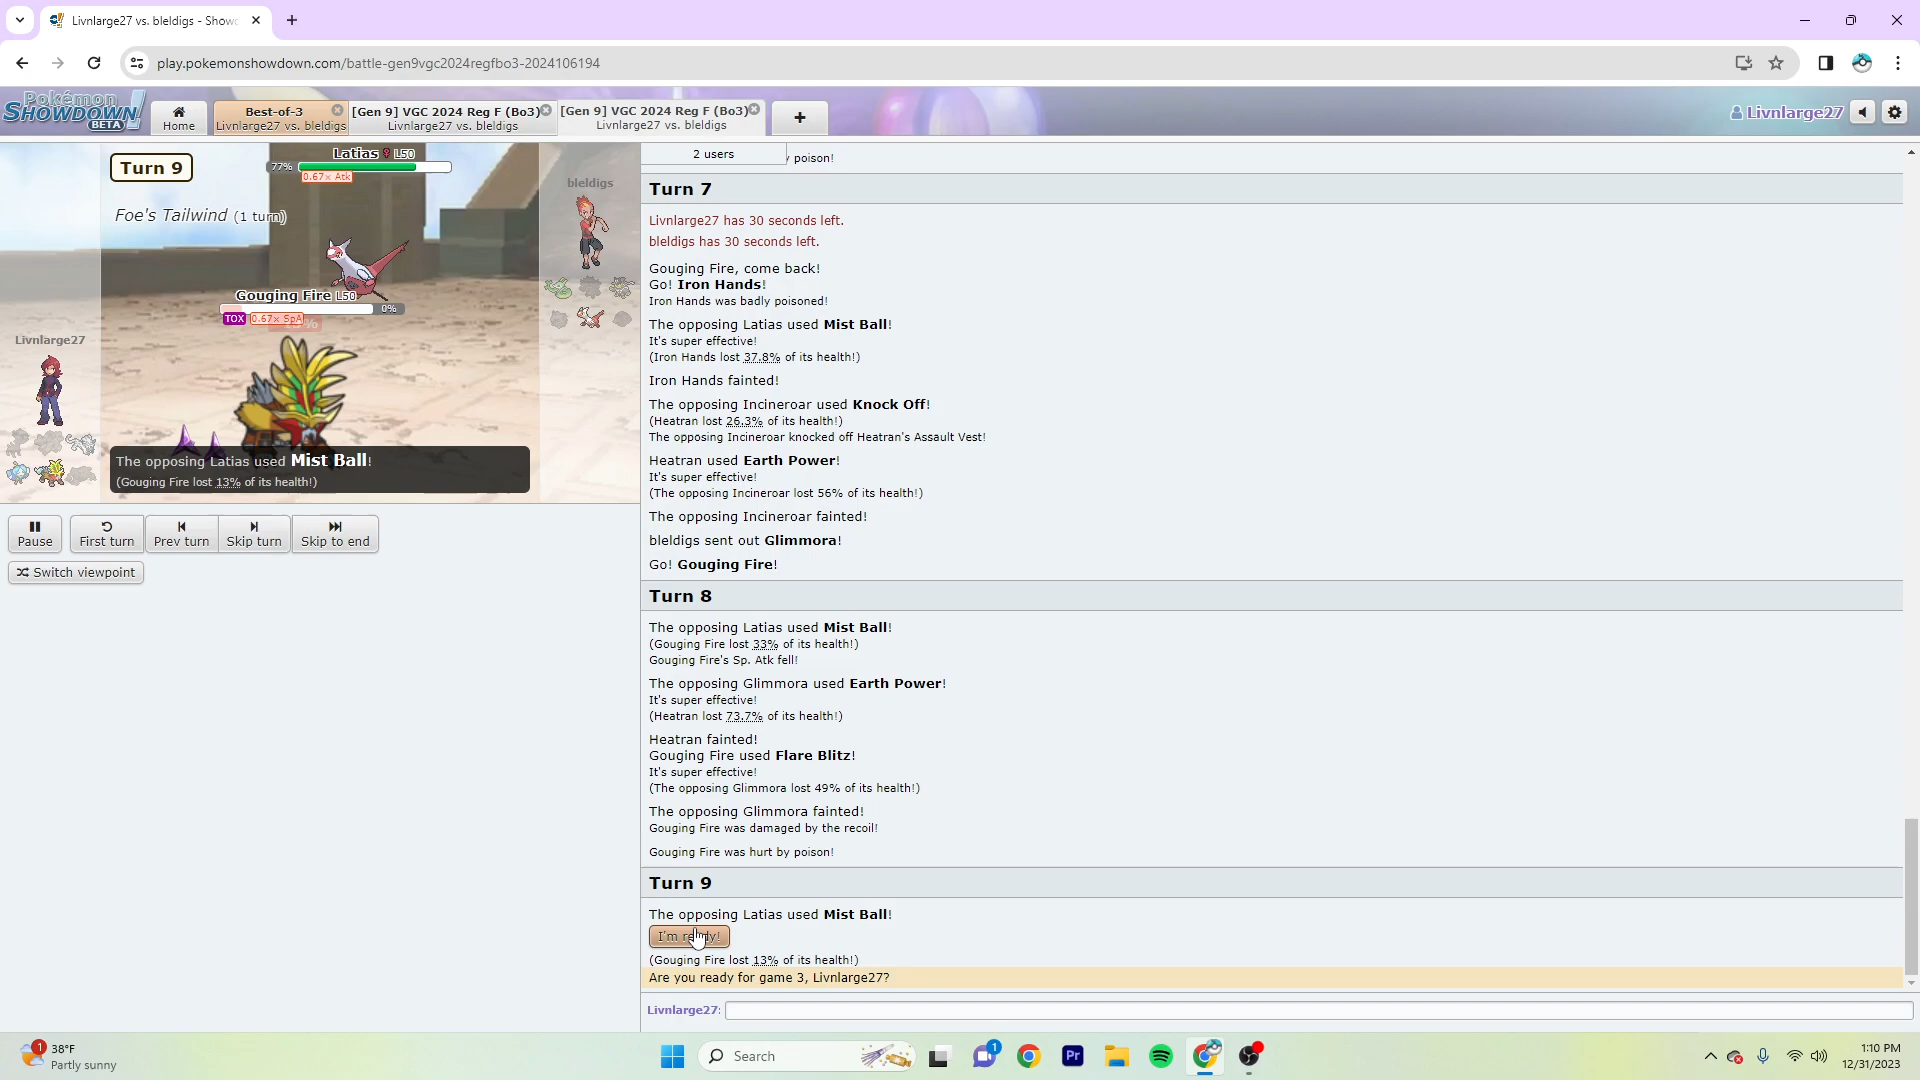 Livnlarge27 vs. bleldigs - Show
play.pokemonshowdown.com/battle-gen9vgc2024regfbo3-2024106194
Pokémon
SHOWDOWN!
BETA
Home
Best-of-3
Livnlarge27 vs. bleldigs
[Gen 9] VGC 2024 Reg F (Bo3)
Livnlarge27 vs. bleldigs
[Gen 9] VGC 2024 Reg F (Bo3)
Livnlarge27 vs. bleldigs
Livnlarge27
Turn 9
Latias L50
77%
0.67× Atk
Foe's Tailwind (1 turn)
bleldigs
Gouging Fire L50
0%
TOX 0.67× SpA
Livnlarge27
The opposing Latias used Mist Ball!
(Gouging Fire lost 13% of its health!)
Pause
First turn
Prev turn
Skip turn
Skip to end
Switch viewpoint
2 users
poison!
Turn 7
Livnlarge27 has 30 seconds left.
bleldigs has 30 seconds left.
Gouging Fire, come back!
Go! Iron Hands!
Iron Hands was badly poisoned!
The opposing Latias used Mist Ball!
It's super effective!
(Iron Hands lost 37.8% of its health!)
Iron Hands fainted!
The opposing Incineroar used Knock Off!
(Heatran lost 26.3% of its health!)
The opposing Incineroar knocked off Heatran's Assault Vest!
Heatran used Earth Power!
It's super effective!
(The opposing Incineroar lost 56% of its health!)
The opposing Incineroar fainted!
bleldigs sent out Glimmora!
Go! Gouging Fire!
Turn 8
The opposing Latias used Mist Ball!
(Gouging Fire lost 33% of its health!)
Gouging Fire's Sp. Atk fell!
The opposing Glimmora used Earth Power!
It's super effective!
(Heatran lost 73.7% of its health!)
Heatran fainted!
Gouging Fire used Flare Blitz!
It's super effective!
(The opposing Glimmora lost 49% of its health!)
The opposing Glimmora fainted!
Gouging Fire was damaged by the recoil!
Gouging Fire was hurt by poison!
Turn 9
The opposing Latias used Mist Ball!
I'm ready!
(Gouging Fire lost 13% of its health!)
Are you ready for game 3, Livnlarge27?
Livnlarge27:
1
38°F
Partly sunny
Search
1
Pr
1:10 PM
12/31/2023